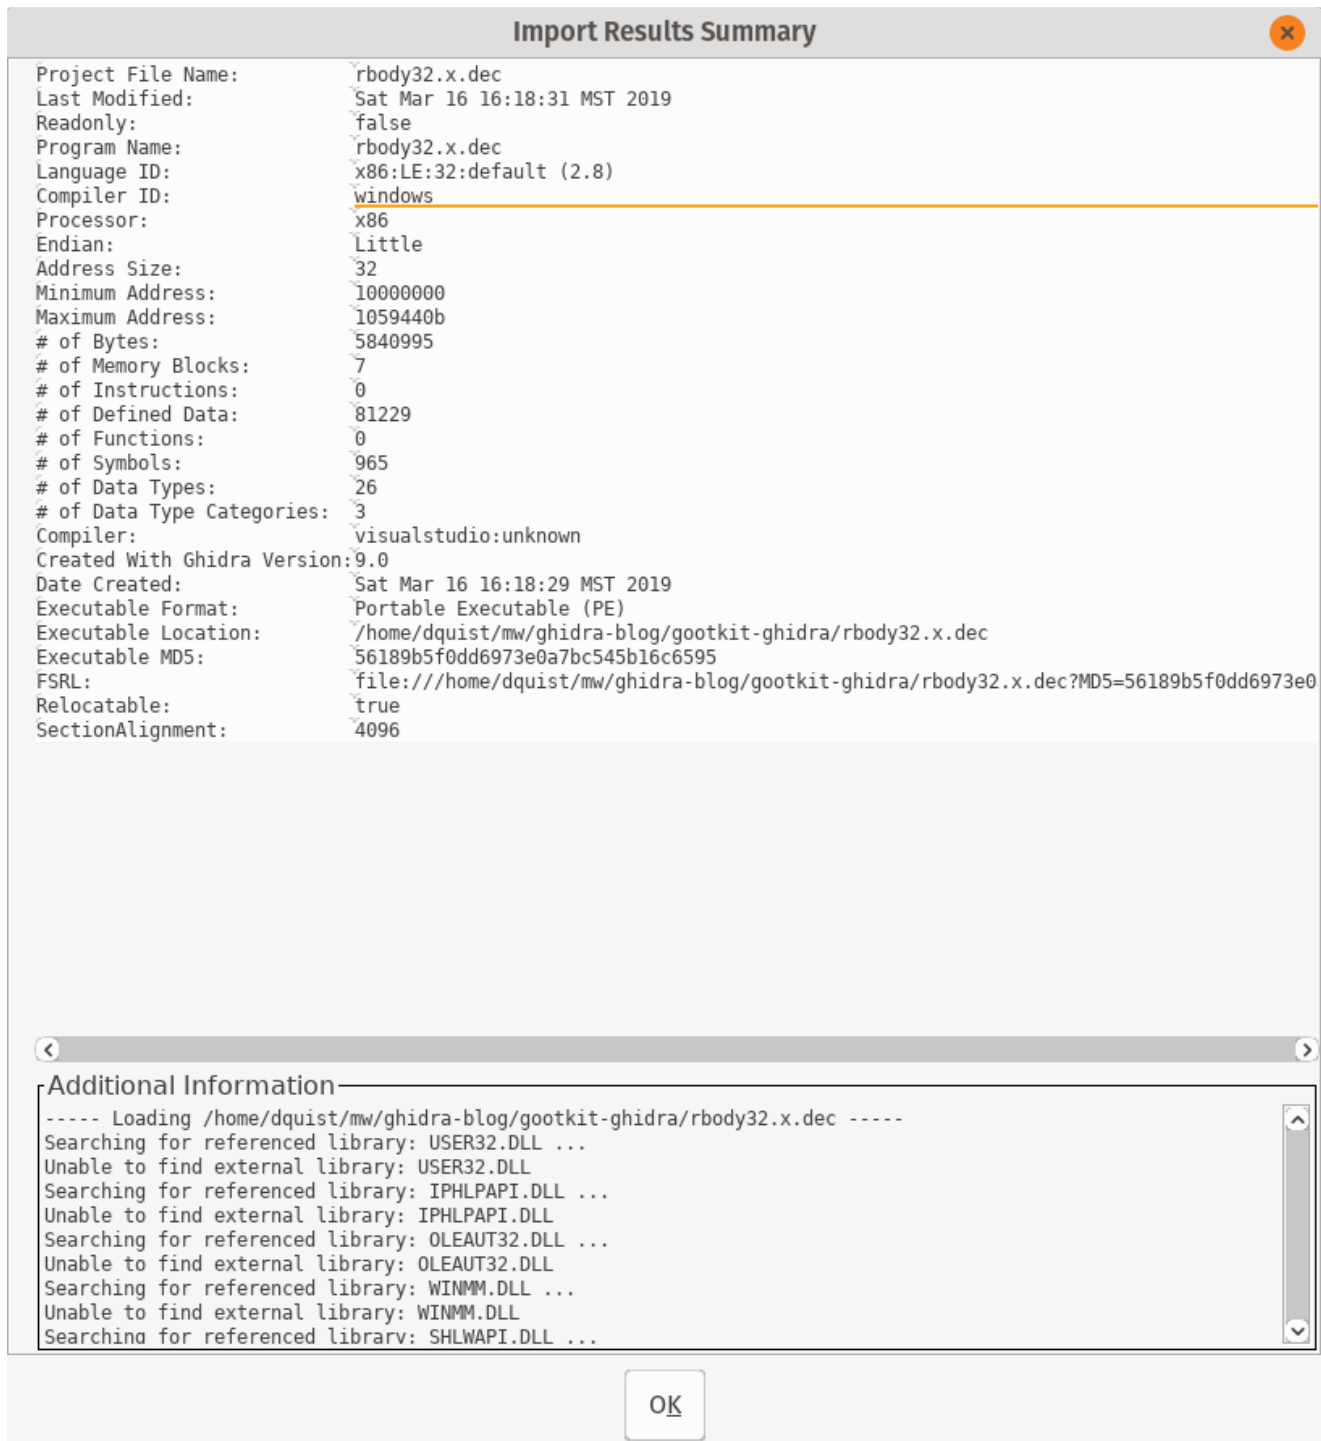 Import Results Summary
Project File Name: rbody32.x.dec
Last Modified: Sat Mar 16 16:18:31 MST 2019
Readonly: false
Program Name: rbody32.x.dec
Language ID: x86:LE:32:default (2.8)
Compiler ID: windows
Processor: x86
Endian: Little
Address Size: 32
Minimum Address: 10000000
Maximum Address: 1059440b
# of Bytes: 5840995
# of Memory Blocks: 7
# of Instructions: 0
# of Defined Data: 81229
# of Functions: 0
# of Symbols: 965
# of Data Types: 26
# of Data Type Categories: 3
Compiler: visualstudio:unknown
Created With Ghidra Version: 9.0
Date Created: Sat Mar 16 16:18:29 MST 2019
Executable Format: Portable Executable (PE)
Executable Location: /home/dquist/mw/ghidra-blog/gootkit-ghidra/rbody32.x.dec
Executable MD5: 56189b5f0dd6973e0a7bc545b16c6595
FSRL: file:///home/dquist/mw/ghidra-blog/gootkit-ghidra/rbody32.x.dec?MD5=56189b5f0dd6973e0
Relocatable: true
SectionAlignment: 4096
Additional Information
----- Loading /home/dquist/mw/ghidra-blog/gootkit-ghidra/rbody32.x.dec -----
Searching for referenced library: USER32.DLL ...
Unable to find external library: USER32.DLL
Searching for referenced library: IPHLPAPI.DLL ...
Unable to find external library: IPHLPAPI.DLL
Searching for referenced library: OLEAUT32.DLL ...
Unable to find external library: OLEAUT32.DLL
Searching for referenced library: WINMM.DLL ...
Unable to find external library: WINMM.DLL
Searching for referenced library: SHLWAPI.DLL ...
OK